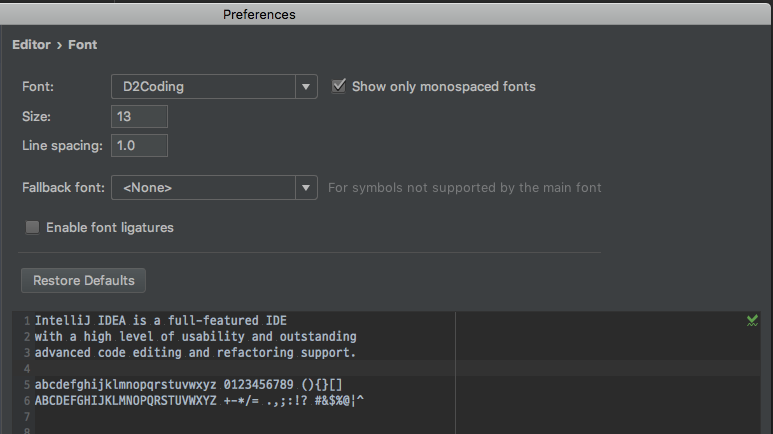 Preferences
Editor › Font
Font: D2Coding Show only monospaced fonts
Size: 13
Line spacing: 1.0
Fallback font: <None> For symbols not supported by the main font
Enable font ligatures
Restore Defaults
1 IntelliJ IDEA is a full-featured IDE
2 with a high level of usability and outstanding
3 advanced code editing and refactoring support.
4
5 abcdefghijklmnopqrstuvwxyz 0123456789 (){}[]
6 ABCDEFGHIJKLMNOPQRSTUVWXYZ +-*/= .,;:!? #&$%@|^
7
8